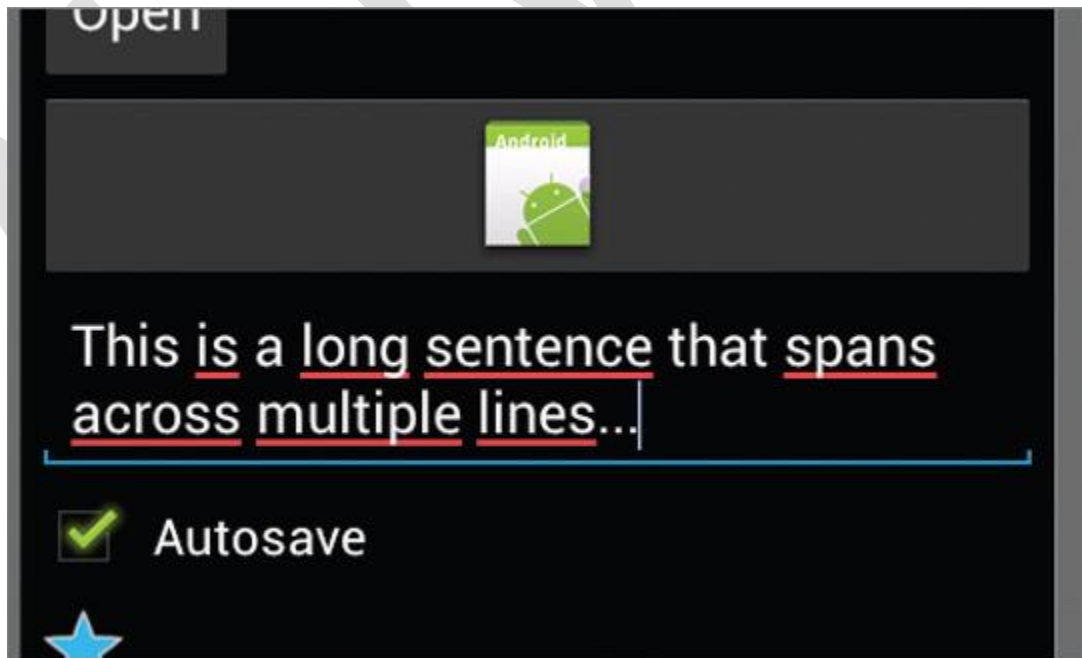 Open
Android
This is a long sentence that spans
across multiple lines...
Autosave